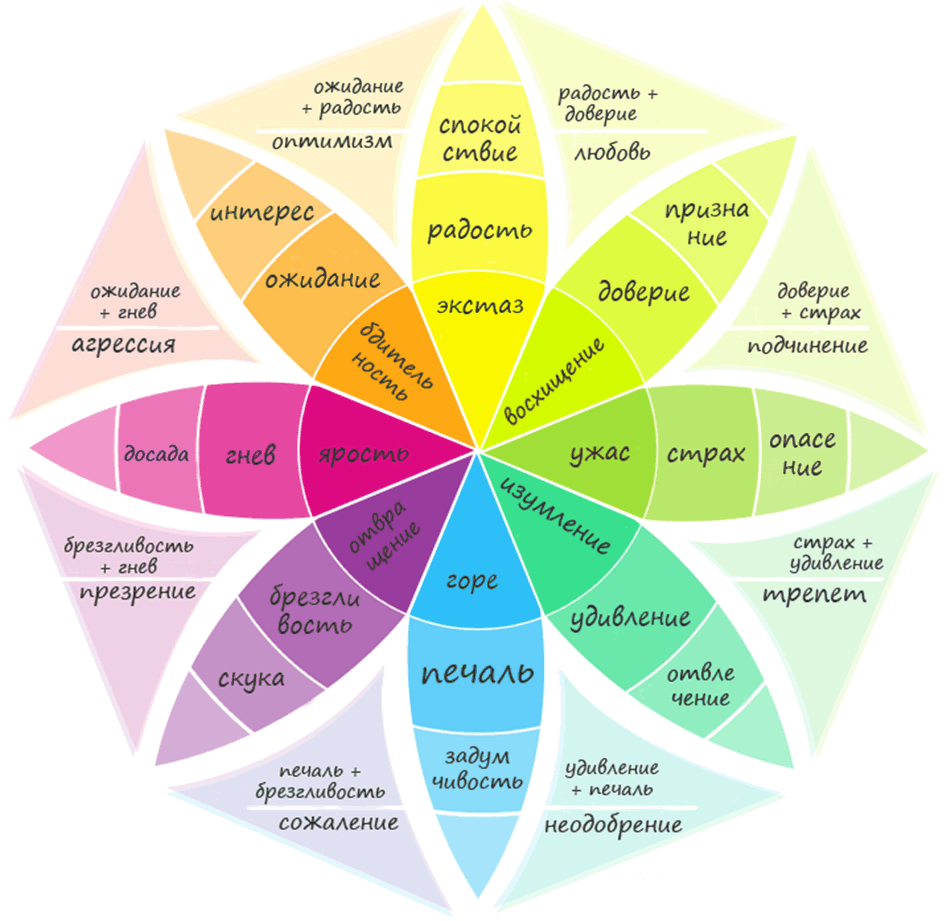 ожидание
+ радость
оптимизм
спокой
ствие
радость
экстаз
радость +
доверие
любовь
призна
ние
доверие
восхищение
доверие
+ страх
подчинение
ужас
страх
опасе
ние
страх +
удивление
трепет
изумление
удивление
отвле
чение
удивление
+ печаль
неодобрение
горе
печаль
задум
чивость
печаль +
брезгливость
сожаление
отвра
щение
брезгли
вость
скука
брезгливость
+ гнев
презрение
ярость
гнев
досада
ожидание
+ гнев
агрессия
бдитель
ность
ожидание
интерес